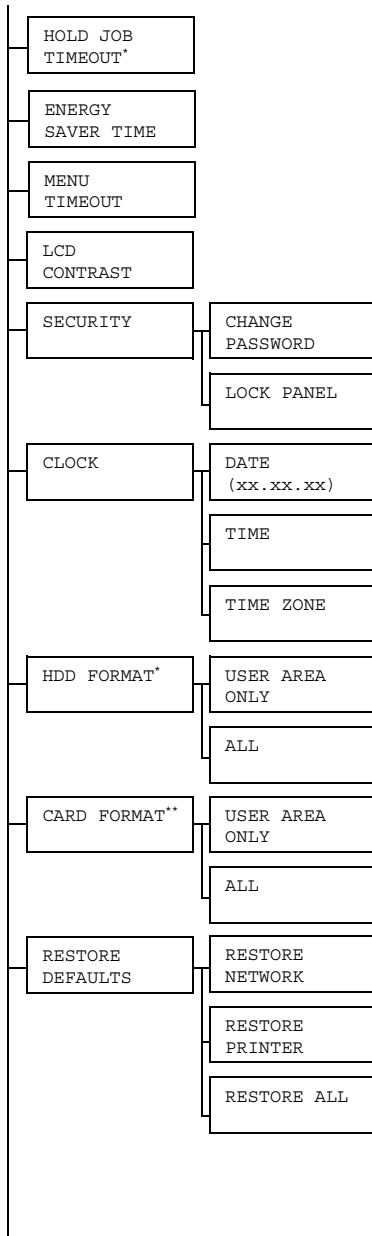 HOLD JOB
TIMEOUT*
ENERGY
SAVER TIME
MENU
TIMEOUT
LCD
CONTRAST
SECURITY
CHANGE
PASSWORD
LOCK PANEL
CLOCK
DATE
(xx.xx.xx)
TIME
TIME ZONE
HDD FORMAT*
USER AREA
ONLY
ALL
CARD FORMAT**
USER AREA
ONLY
ALL
RESTORE
DEFAULTS
RESTORE
NETWORK
RESTORE
PRINTER
RESTORE ALL